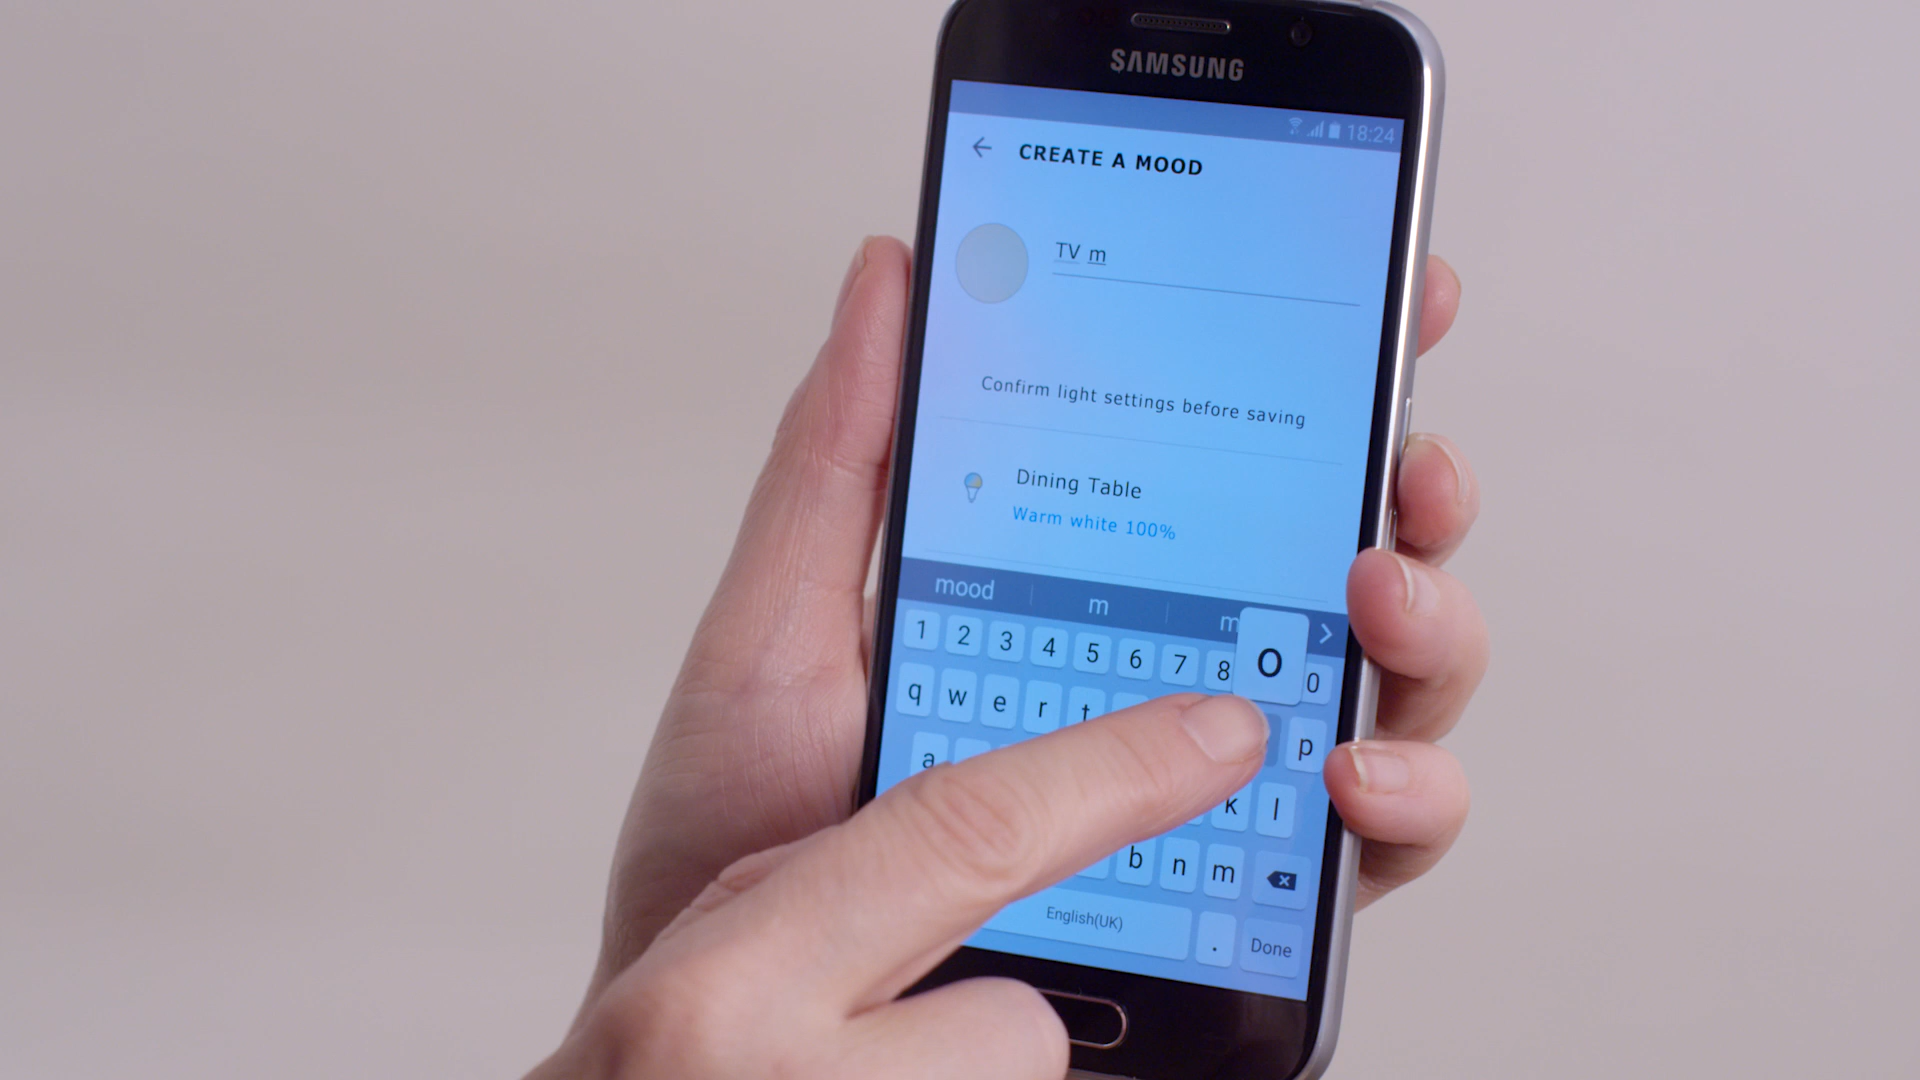 SAMSUNG
18:24
CREATE A MOOD
TV m
Confirm light settings before saving
Dining Table
Warm white 100%
mood m
1 2 3 4 5 6 7 8 o 0
q w e r t p
a k l
b n m
English(UK) . Done